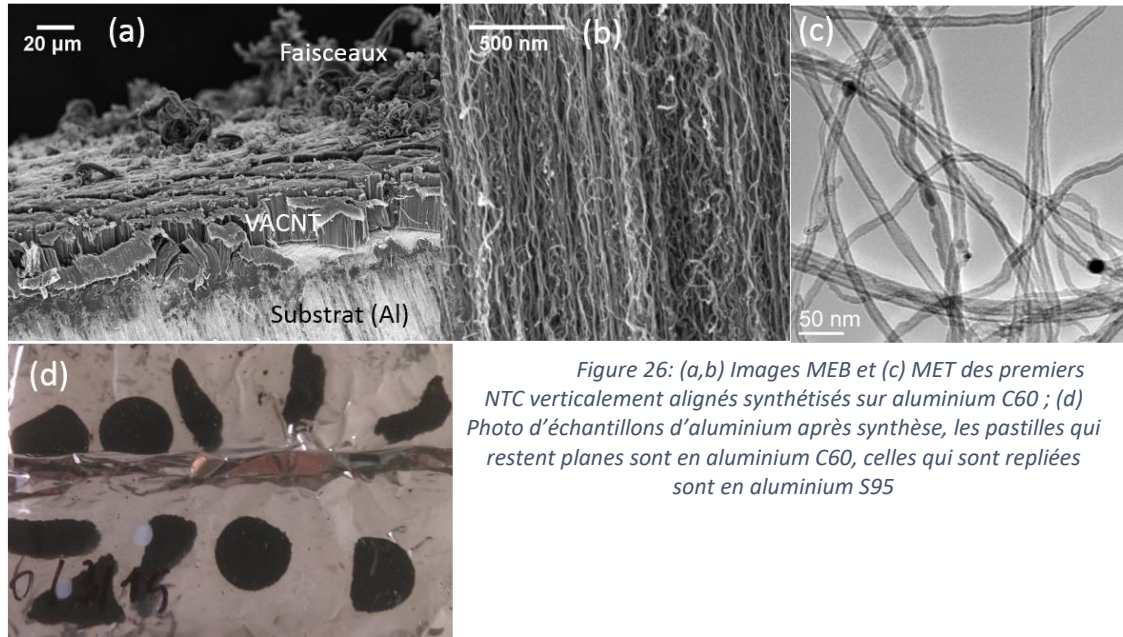 20 µm
(a)
Faisceaux
VACNT
Substrat (Al)
500 nm
(b)
(c)
50 nm
(d)
Figure 26: (a,b) Images MEB et (c) MET des premiers
NTC verticalement alignés synthétisés sur aluminium C60 ; (d)
Photo d'échantillons d'aluminium après synthèse, les pastilles qui
restent planes sont en aluminium C60, celles qui sont repliées
sont en aluminium S95